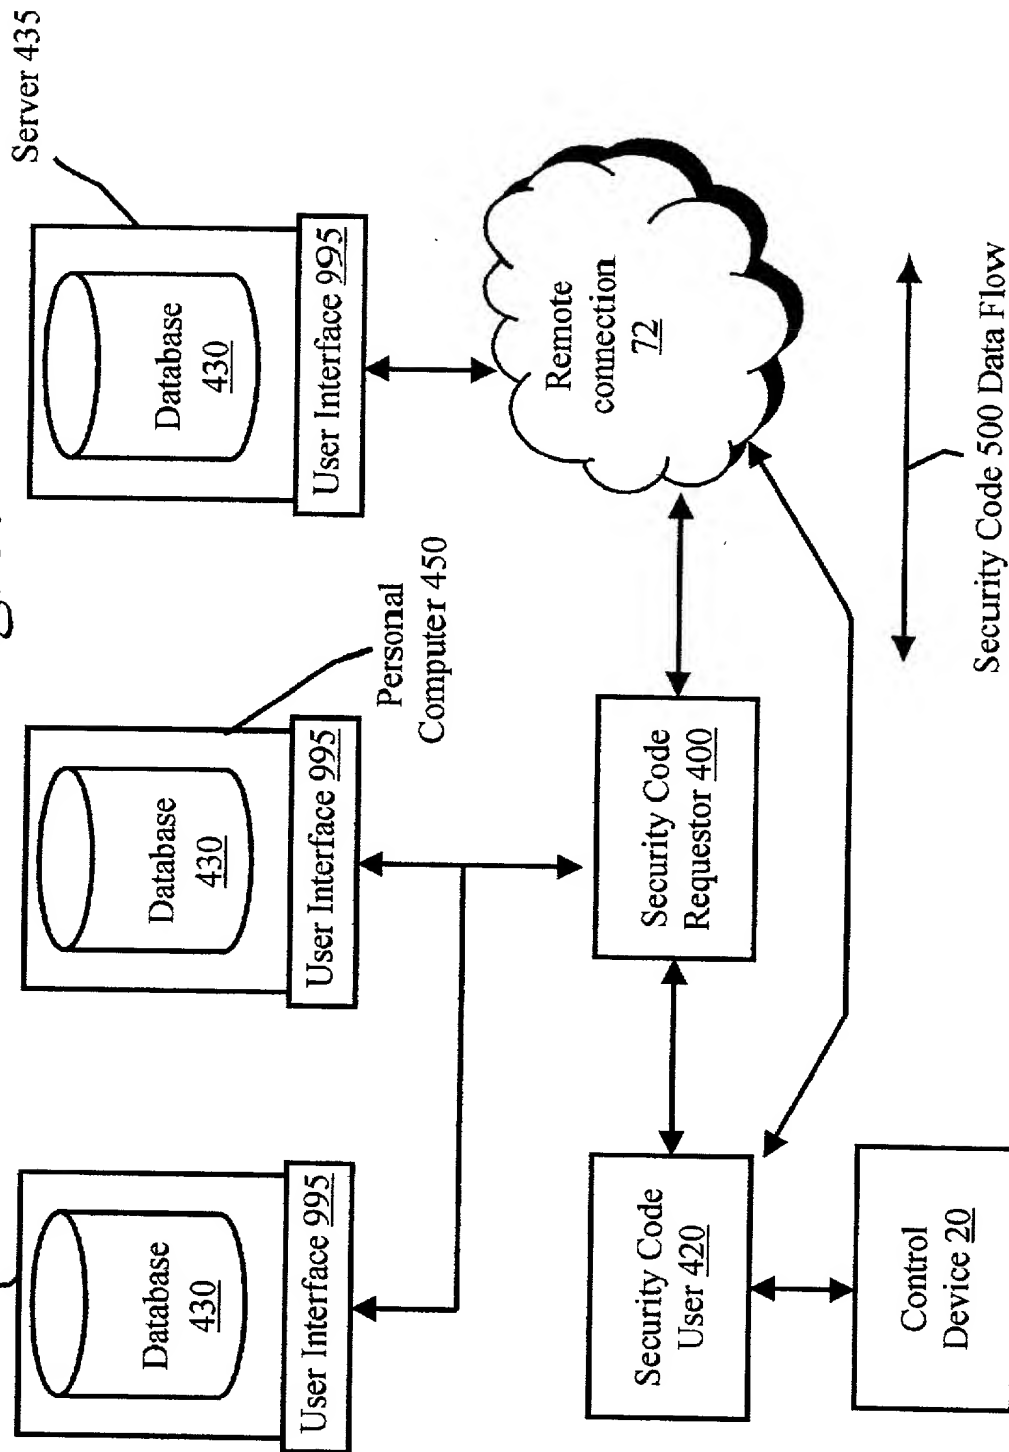 Server 435
Database
430
User Interface 995
Personal
Computer 450
Database
430
User Interface 995
Database
430
User Interface 995
Remote
connection
72
Security Code
Requestor 400
Security Code
User 420
Control
Device 20
Security Code 500 Data Flow